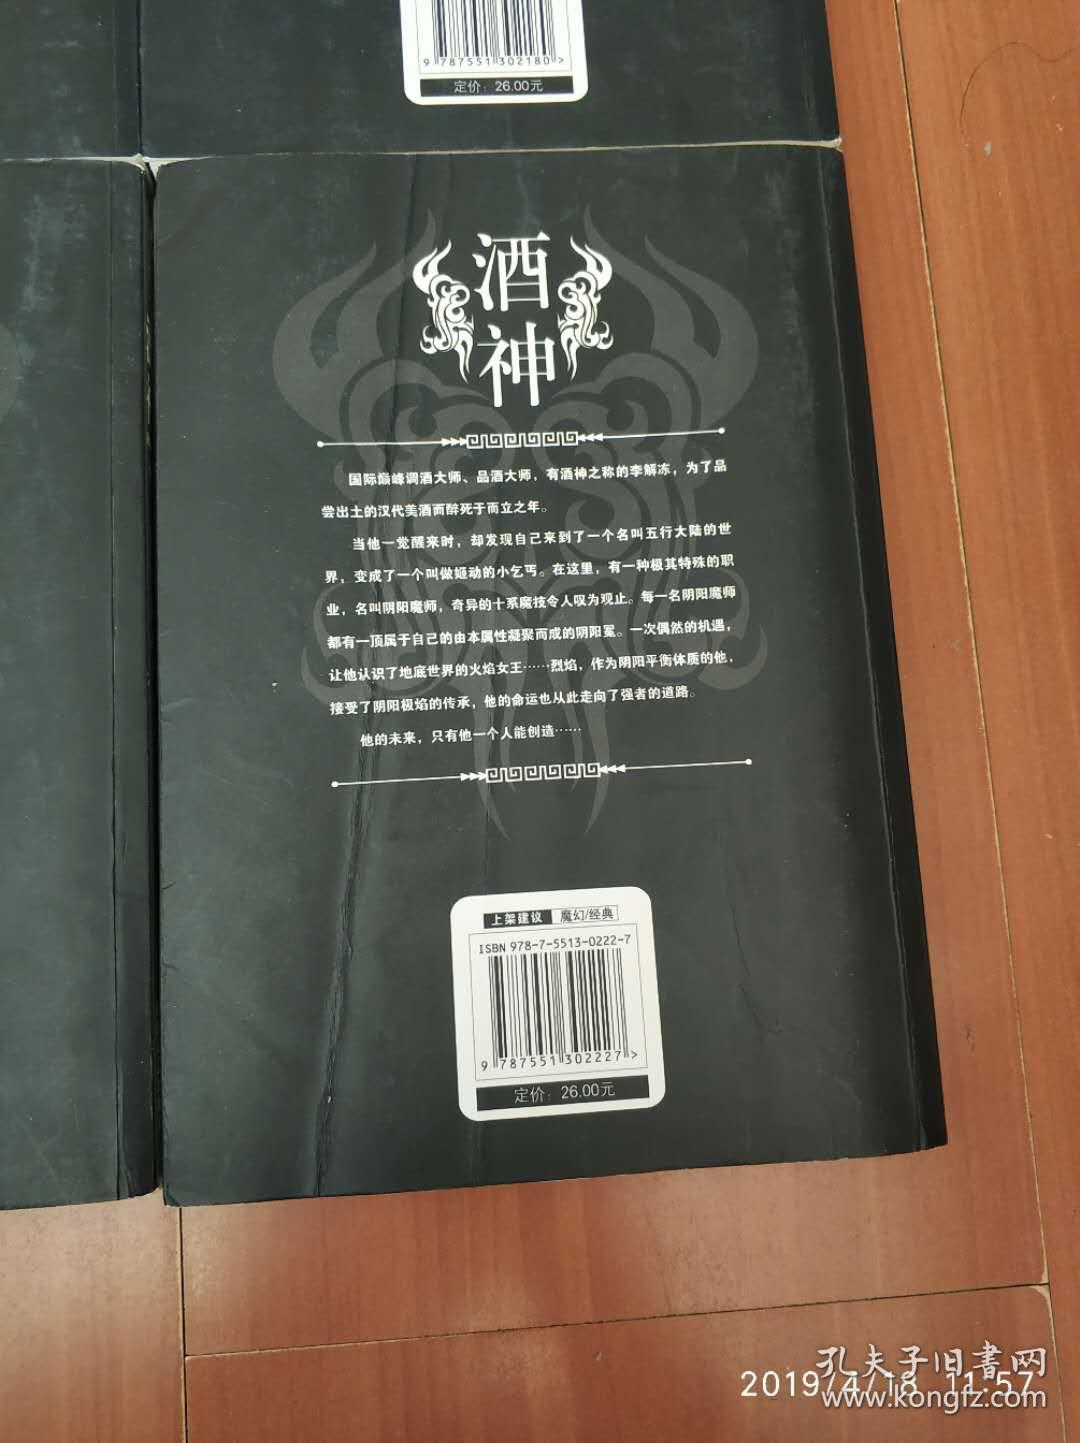 9 787551 302180 >
定价：26.00元
酒
神
国际巅峰调酒大师、品酒大师，有酒神之称的李解冻，为了品
尝出土的汉代美酒而醉死于而立之年。
当他一觉醒来时，却发现自己来到了一个名叫五行大陆的世
界，变成了一个叫做姬动的小乞丐。在这里，有一种极其特殊的职
业，名叫阴阳魔师，奇异的十系魔技令人叹为观止。每一名阴阳魔师
都有一顶属于自己的由本属性凝聚而成的阴阳冕。一次偶然的机遇，
让他认识了地底世界的火焰女王……烈焰，作为阴阳平衡体质的他，
接受了阴阳极焰的传承，他的命运也从此走向了强者的道路。
他的未来，只有他一个人能创造……
上架建议 魔幻/经典
ISBN 978-7-5513-0222-7
9 787551 302227 >
定价：26.00元
孔夫子旧書网
2019/4/18 11:57
www.kongfz.com